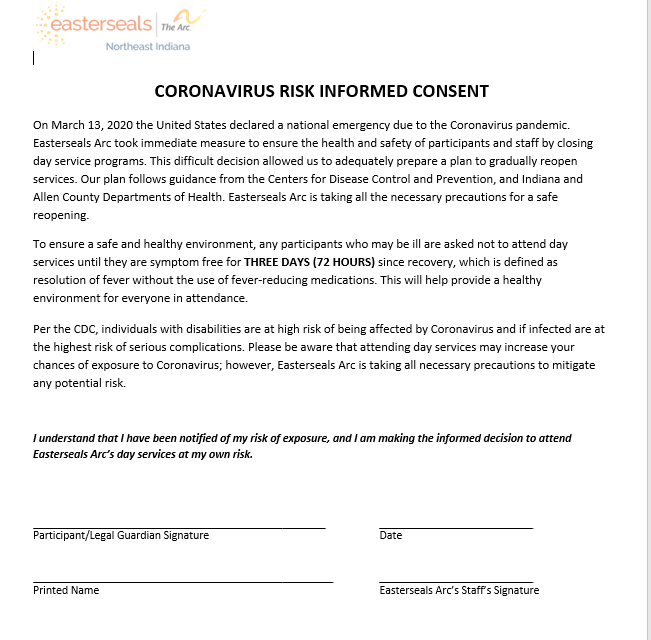 easterseals The Arc.
Northeast Indiana
CORONAVIRUS RISK INFORMED CONSENT
On March 13, 2020 the United States declared a national emergency due to the Coronavirus pandemic.
Easterseals Arc took immediate measure to ensure the health and safety of participants and staff by closing
day service programs. This difficult decision allowed us to adequately prepare a plan to gradually reopen
services. Our plan follows guidance from the Centers for Disease Control and Prevention, and Indiana and
Allen County Departments of Health. Easterseals Arc is taking all the necessary precautions for a safe
reopening.
To ensure a safe and healthy environment, any participants who may be ill are asked not to attend day
services until they are symptom free for THREE DAYS (72 HOURS) since recovery, which is defined as
resolution of fever without the use of fever-reducing medications. This will help provide a healthy
environment for everyone in attendance.
Per the CDC, individuals with disabilities are at high risk of being affected by Coronavirus and if infected are at
the highest risk of serious complications. Please be aware that attending day services may increase your
chances of exposure to Coronavirus; however, Easterseals Arc is taking all necessary precautions to mitigate
any potential risk.
I understand that I have been notified of my risk of exposure, and I am making the informed decision to attend
Easterseals Arc's day services at my own risk.
Participant/Legal Guardian Signature Date
Printed Name Easterseals Arc's Staff's Signature